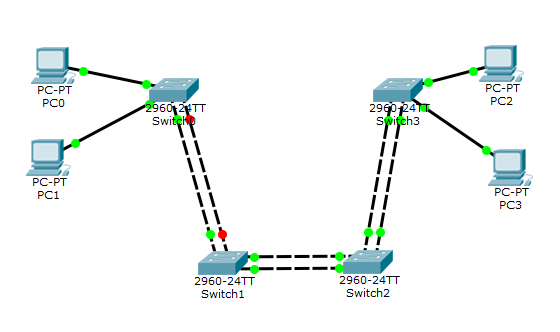 PC-PT
PC0
2960-24TT
Switch0
2960-24TT
Switch3
PC-PT
PC2
PC-PT
PC1
PC-PT
PC3
2960-24TT
Switch1
2960-24TT
Switch2